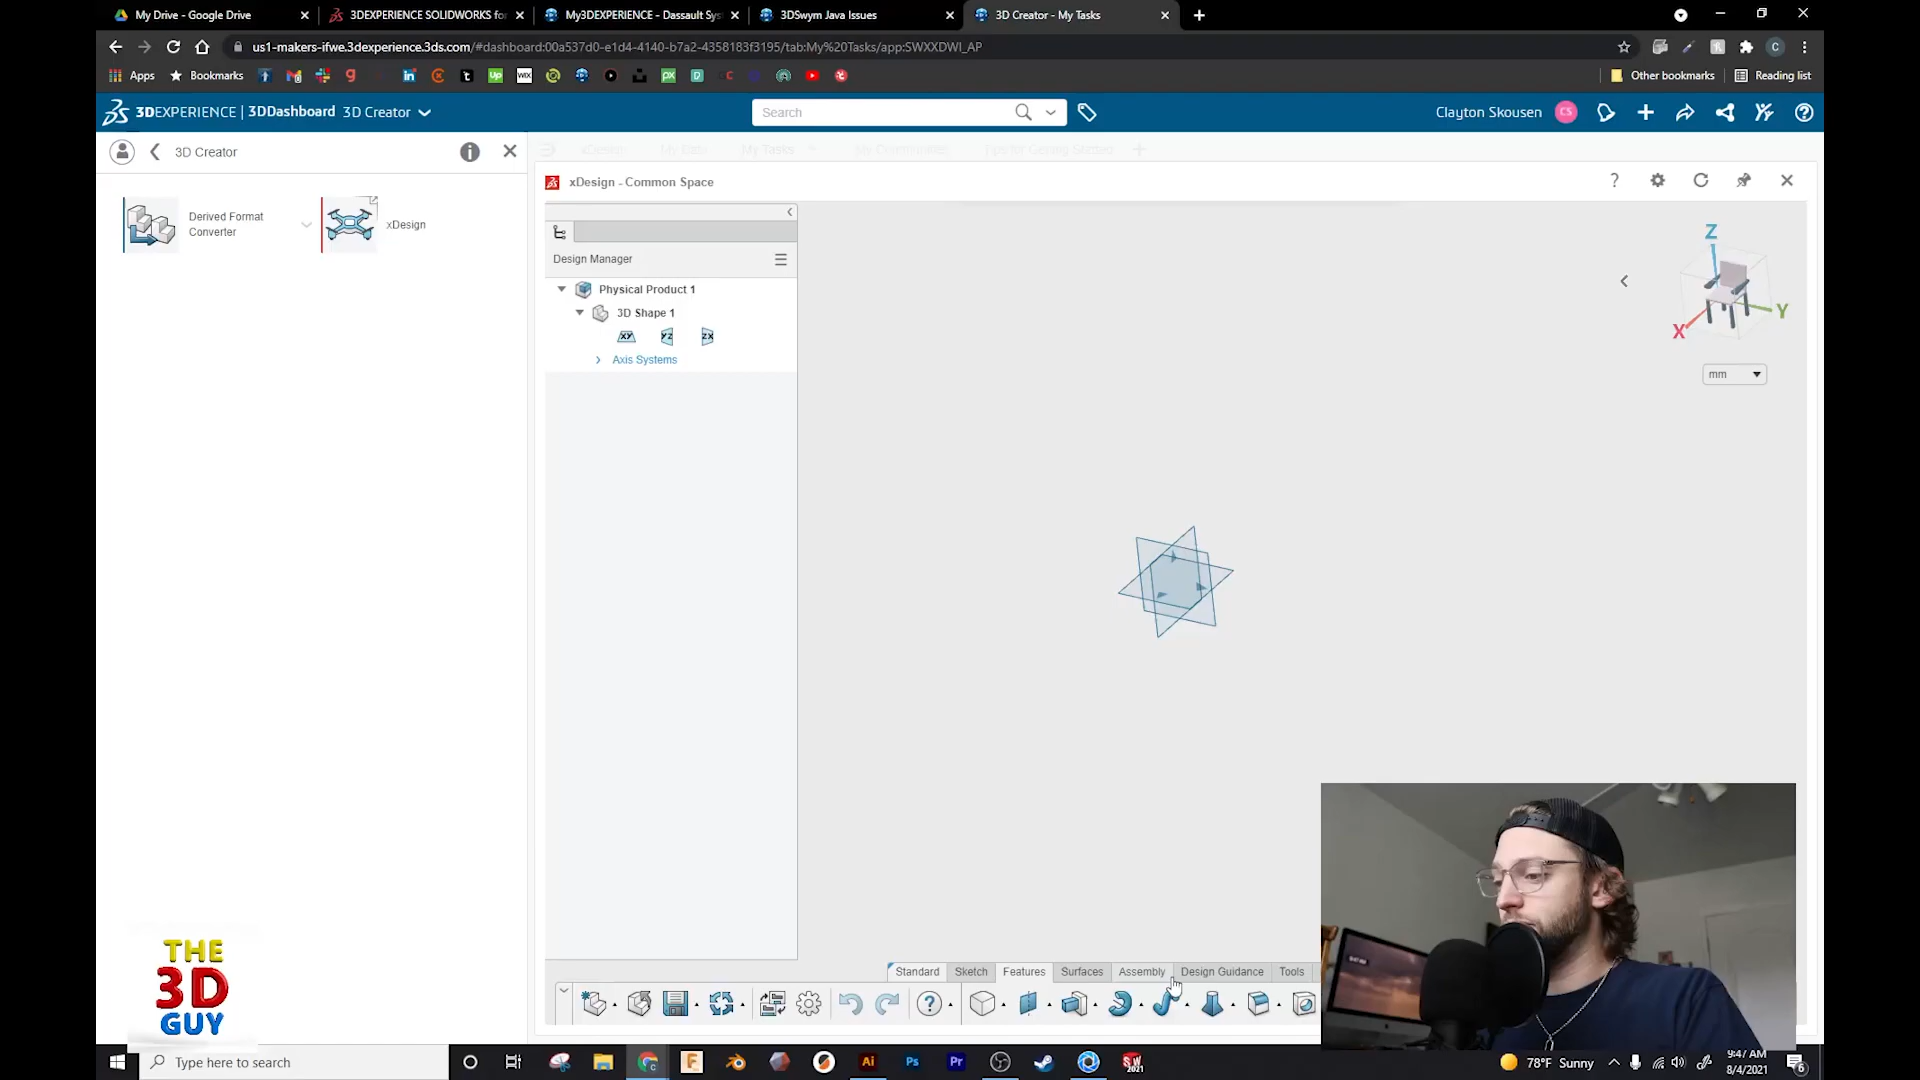 My Drive - Google Drive
3DEXPERIENCE SOLIDWORKS for
My3DEXPERIENCE - Dassault Sys
3DSwym Java Issues
3D Creator - My Tasks
us1-makers-ifwe.3dexperience.3ds.com/#dashboard:00a537d0-e1d4-4140-b7a2-4358183f3195/tab:My%20Tasks/app:SWXXDWI_AP
Apps
Bookmarks
Other bookmarks
Reading list
3DEXPERIENCE | 3DDashboard 3D Creator
Search
Clayton Skousen
CS
3D Creator
My Tasks
Derived Format
Converter
xDesign
xDesign - Common Space
Design Manager
Physical Product 1
3D Shape 1
XY YZ ZX
Axis Systems
Z
X
Y
mm
THE
3D
GUY
Standard
Sketch
Features
Surfaces
Assembly
Design Guidance
Tools
Type here to search
78°F Sunny
9:47 AM
8/4/2021